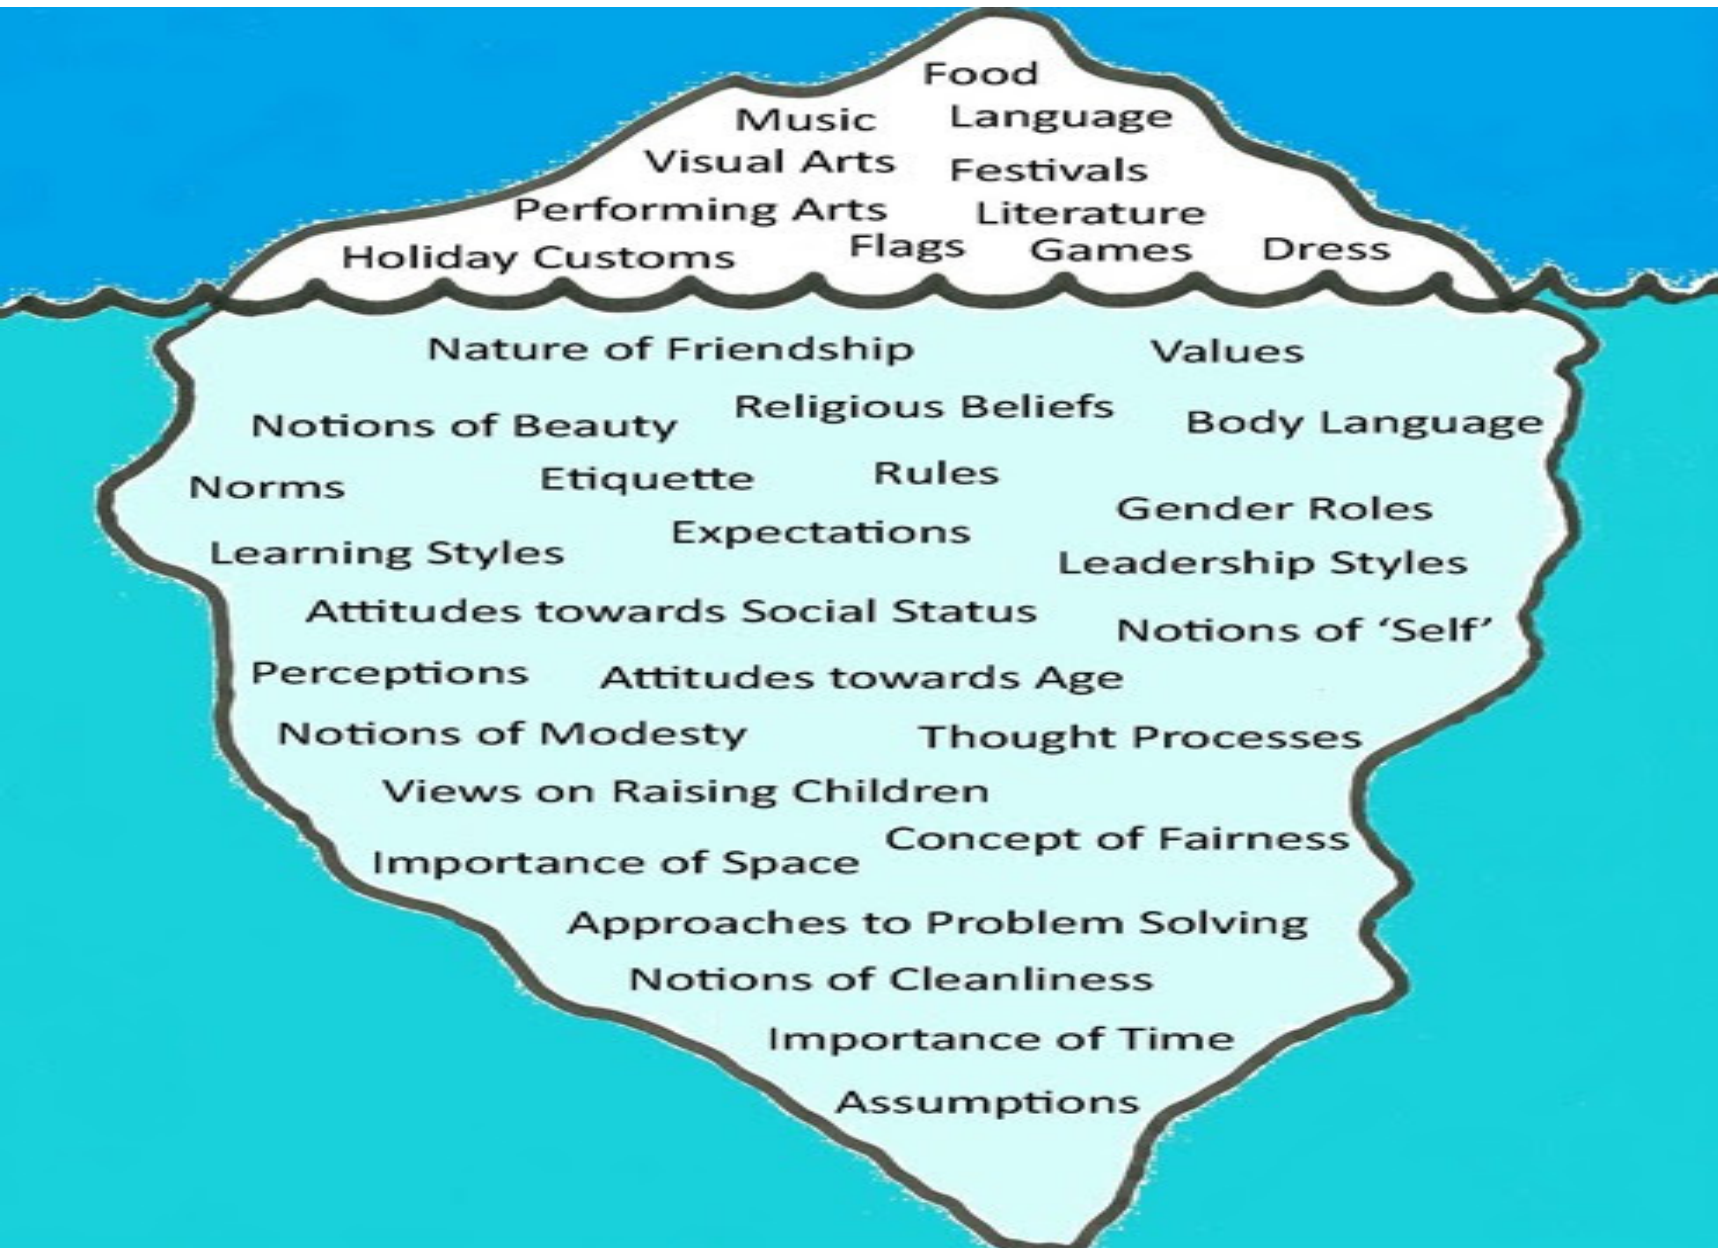 Food
Music Language
Visual Arts Festivals
Performing Arts Literature
Holiday Customs Flags Games Dress
Nature of Friendship Values
Notions of Beauty Religious Beliefs Body Language
Norms Etiquette Rules
Gender Roles
Learning Styles Expectations
Leadership Styles
Attitudes towards Social Status
Notions of ‘Self’
Perceptions Attitudes towards Age
Notions of Modesty Thought Processes
Views on Raising Children
Concept of Fairness
Importance of Space
Approaches to Problem Solving
Notions of Cleanliness
Importance of Time
Assumptions